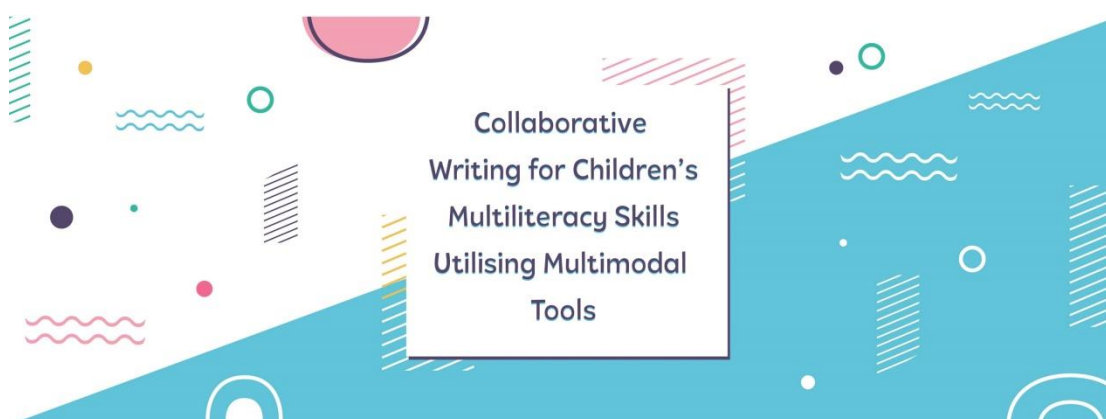 Collaborative
Writing for Children's
Multiliteracy Skills
Utilising Multimodal
Tools